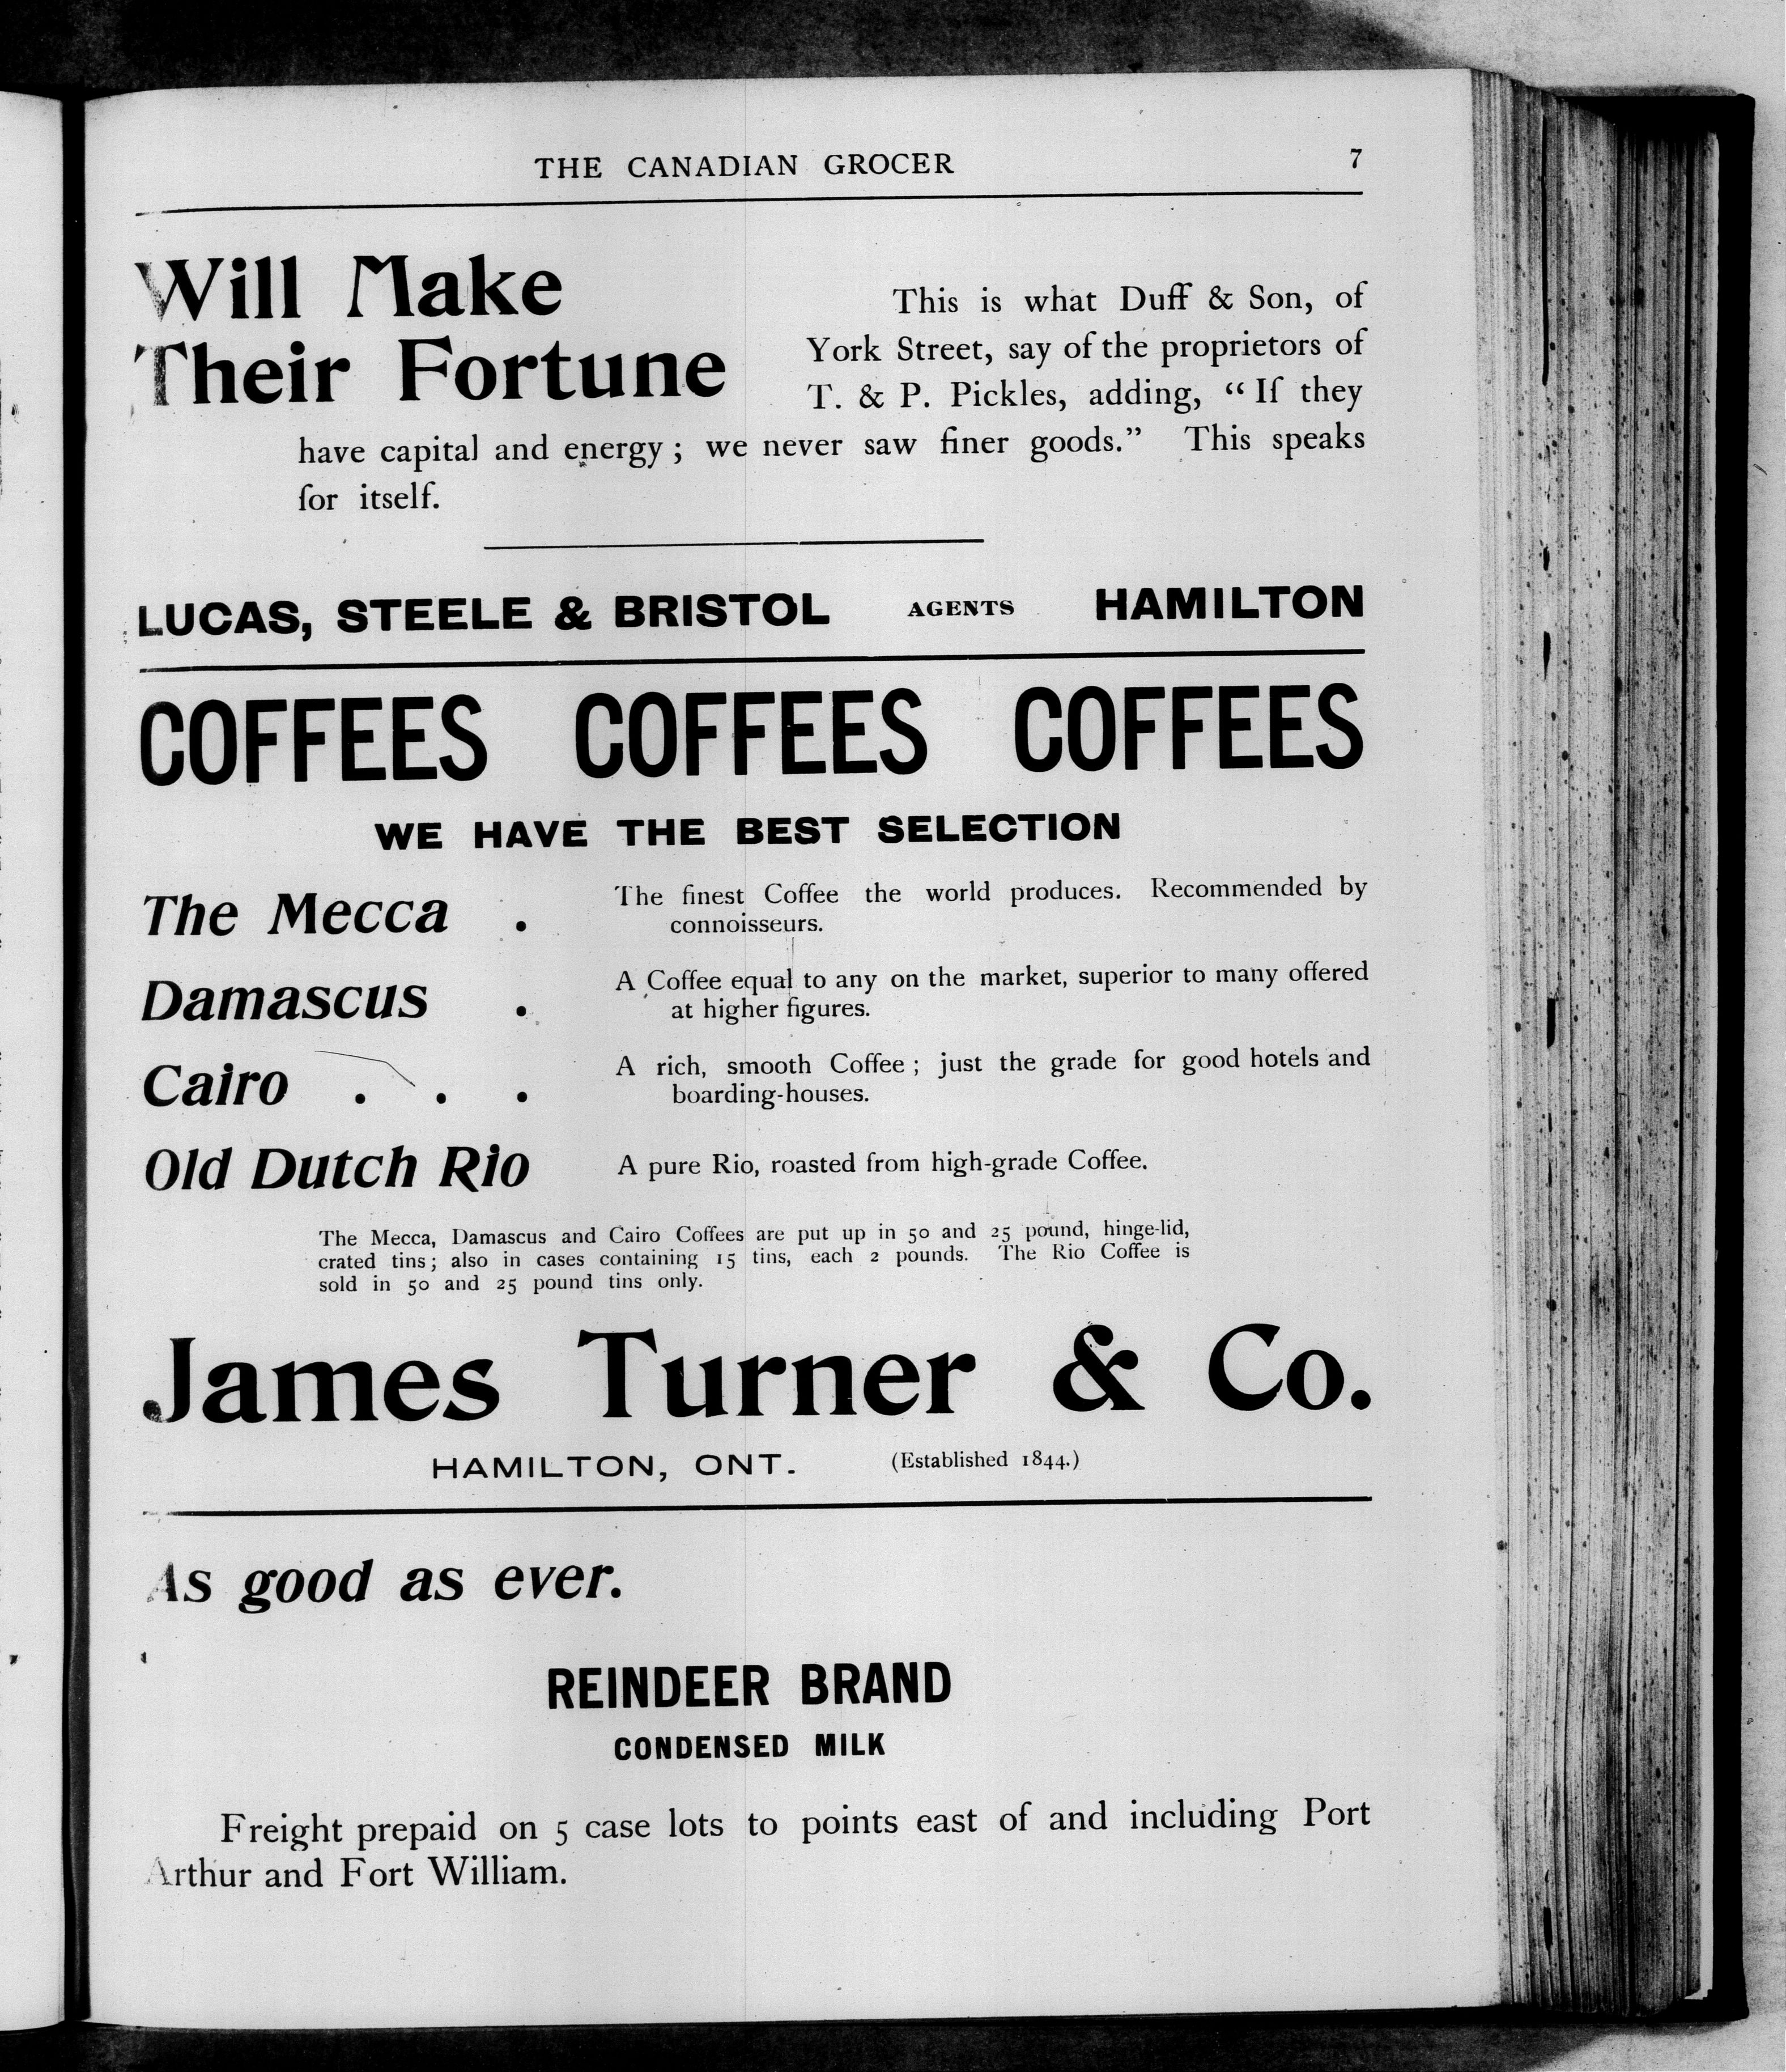 THE CANADIAN GROCER 7
Will Make
Their Fortune
This is what Duff & Son, of
York Street, say of the proprietors of
T. & P. Pickles, adding, “If they
have capital and energy; we never saw finer goods.” This speaks
for itself.
LUCAS, STEELE & BRISTOL AGENTS HAMILTON
COFFEES COFFEES COFFEES
WE HAVE THE BEST SELECTION
The Mecca . The finest Coffee the world produces. Recommended by
connoisseurs.
Damascus . A Coffee equal to any on the market, superior to many offered
at higher figures.
Cairo . . . A rich, smooth Coffee; just the grade for good hotels and
boarding-houses.
Old Dutch Rio A pure Rio, roasted from high-grade Coffee.
The Mecca, Damascus and Cairo Coffees are put up in 50 and 25 pound, hinge-lid,
crated tins; also in cases containing 15 tins, each 2 pounds. The Rio Coffee is
sold in 50 and 25 pound tins only.
James Turner & Co.
HAMILTON, ONT. (Established 1844.)
As good as ever.
REINDEER BRAND
CONDENSED MILK
Freight prepaid on 5 case lots to points east of and including Port
Arthur and Fort William.